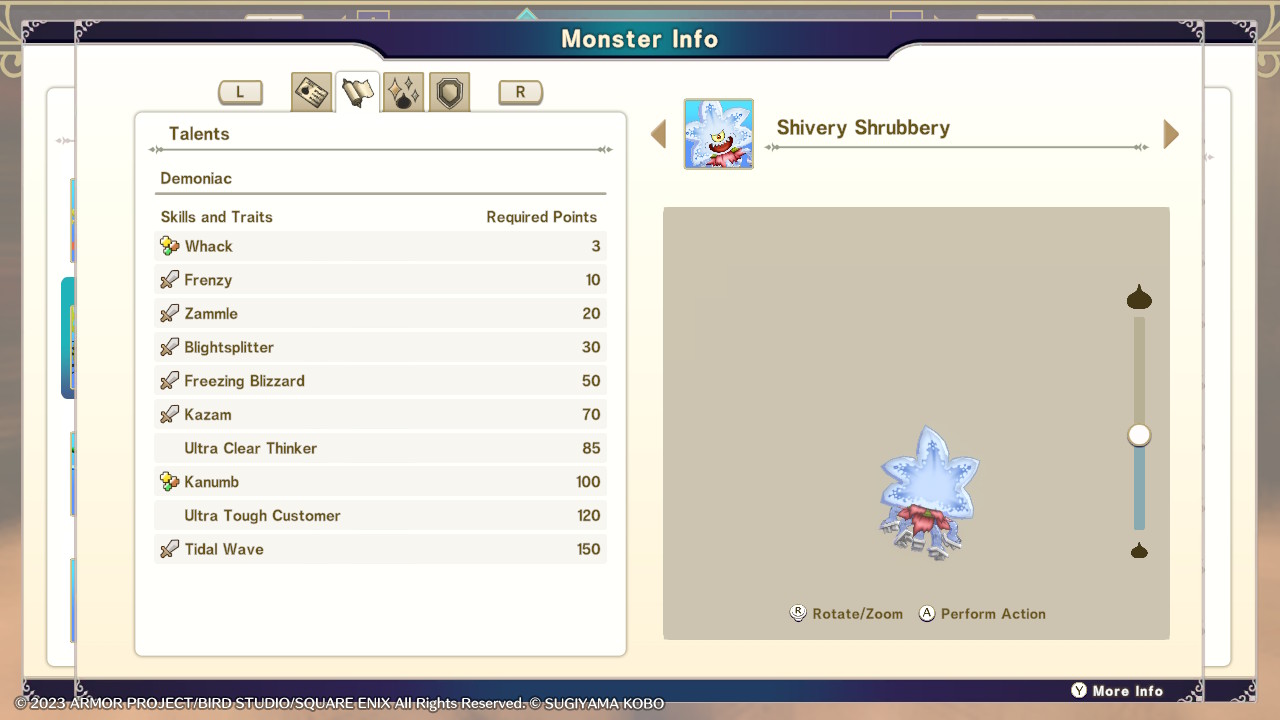 Monster Info
L
R
Talents
Shivery Shrubbery
Demoniac
Skills and Traits Required Points
Whack 3
Frenzy 10
Zammle 20
Blightsplitter 30
Freezing Blizzard 50
Kazam 70
Ultra Clear Thinker 85
Kanumb 100
Ultra Tough Customer 120
Tidal Wave 150
R Rotate/Zoom A Perform Action
Y More Info
© 2023 ARMOR PROJECT/BIRD STUDIO/SQUARE ENIX All Rights Reserved. © SUGIYAMA KOBO